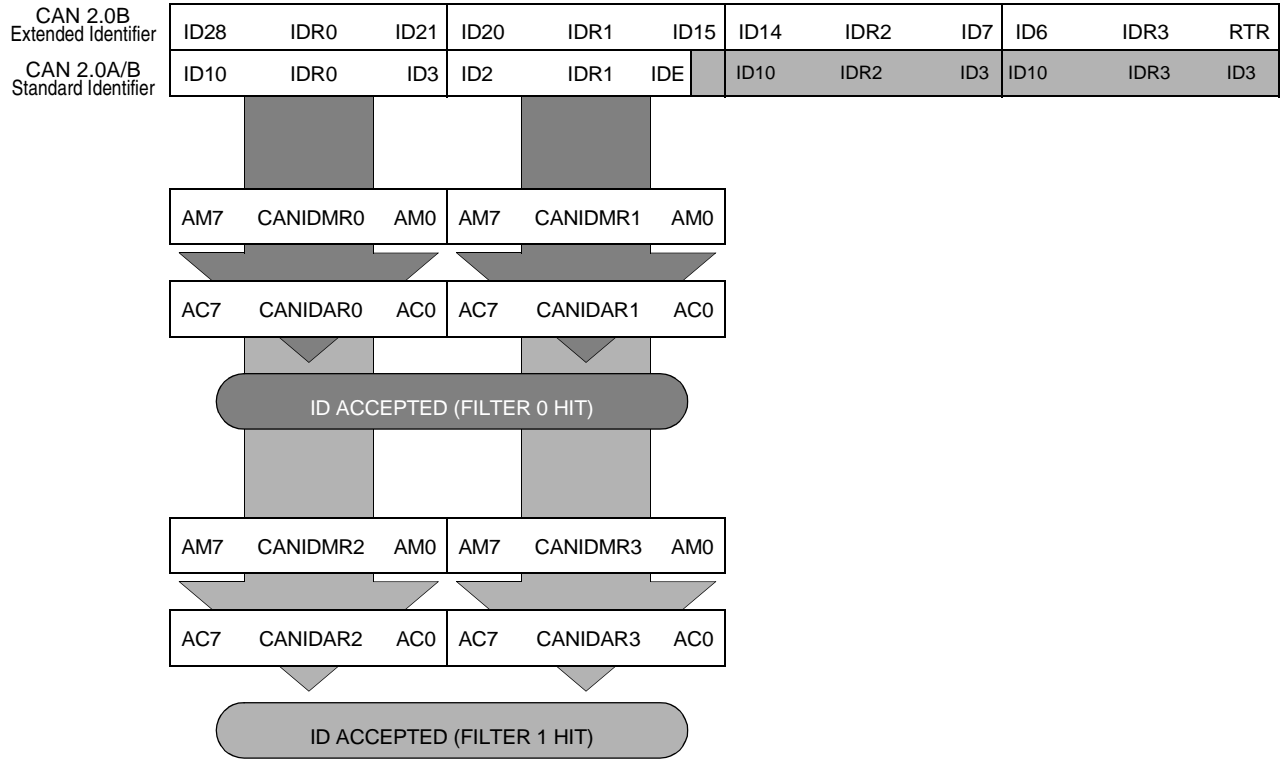 CAN 2.0B
Extended Identifier
ID28 IDR0 ID21 ID20 IDR1 ID15 ID14 IDR2 ID7 ID6 IDR3 RTR
CAN 2.0A/B
Standard Identifier
ID10 IDR0 ID3 ID2 IDR1 IDE ID10 IDR2 ID3 ID10 IDR3 ID3
AM7 CANIDMR0 AM0 AM7 CANIDMR1 AM0
AC7 CANIDAR0 AC0 AC7 CANIDAR1 AC0
ID ACCEPTED (FILTER 0 HIT)
AM7 CANIDMR2 AM0 AM7 CANIDMR3 AM0
AC7 CANIDAR2 AC0 AC7 CANIDAR3 AC0
ID ACCEPTED (FILTER 1 HIT)